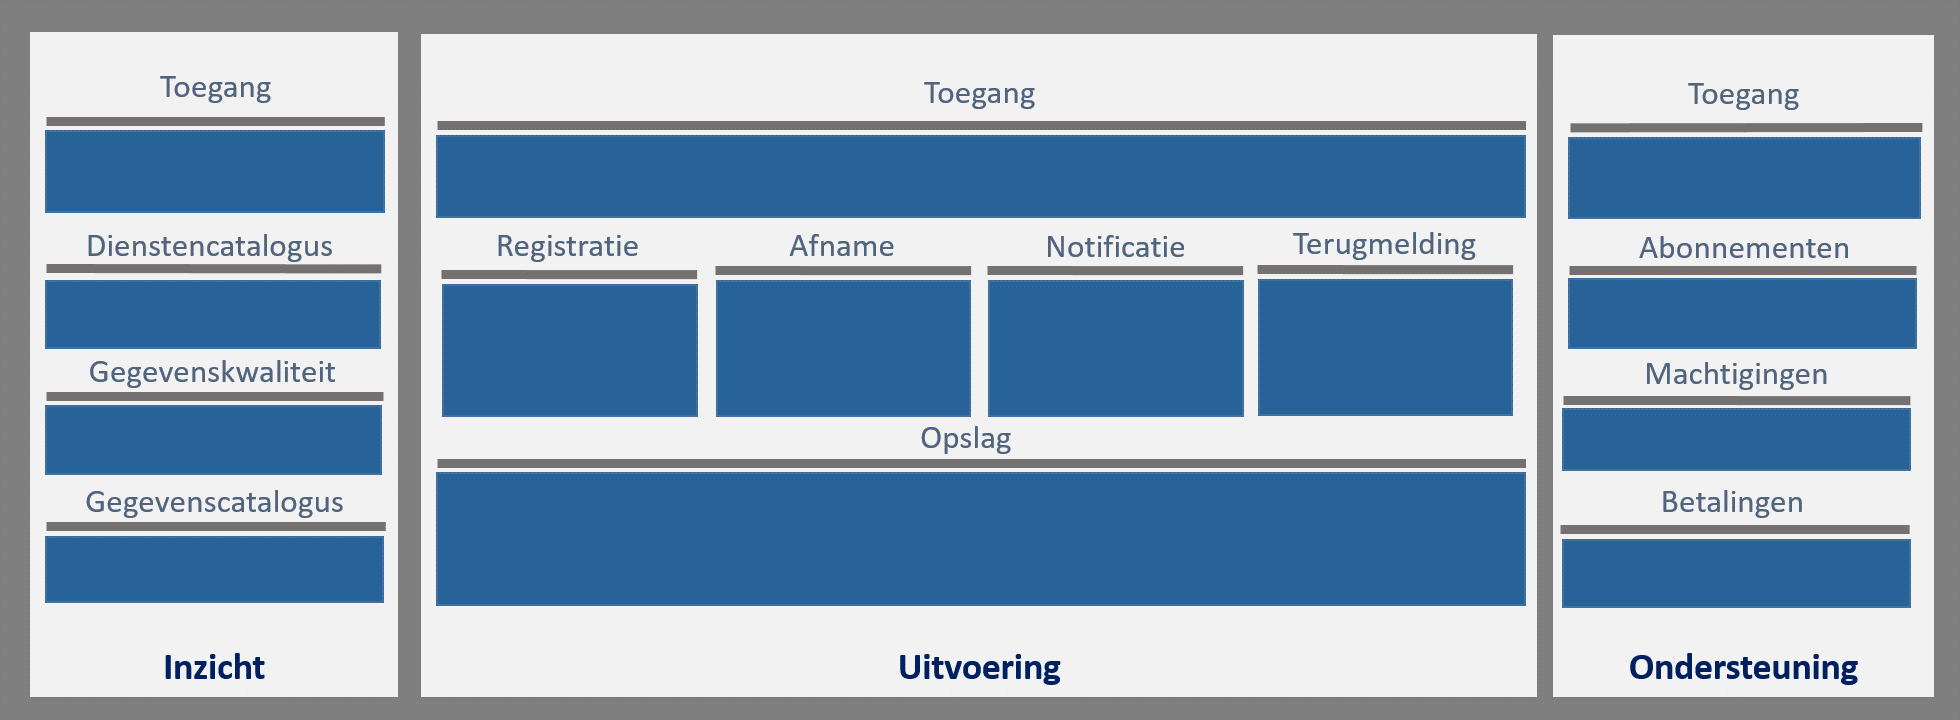 Toegang
Dienstencatalogus
Gegevenskwaliteit
Gegevenscatalogus
Inzicht
Toegang
Registratie
Afname
Notificatie
Terugmelding
Opslag
Uitvoering
Toegang
Abonnementen
Machtigingen
Betalingen
Ondersteuning